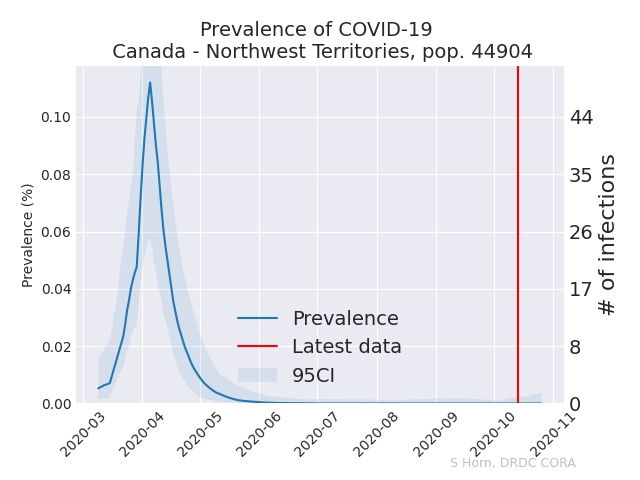 Prevalence of COVID-19
Canada - Northwest Territories, pop. 44904
Prevalence (%)
0.10
0.08
0.06
0.04
0.02
0.00
44
35
26
17
8
0
# of infections
Prevalence
Latest data
95CI
2020-03
2020-04
2020-05
2020-06
2020-07
2020-08
2020-09
2020-10
2020-11
S Horn, DRDC CORA